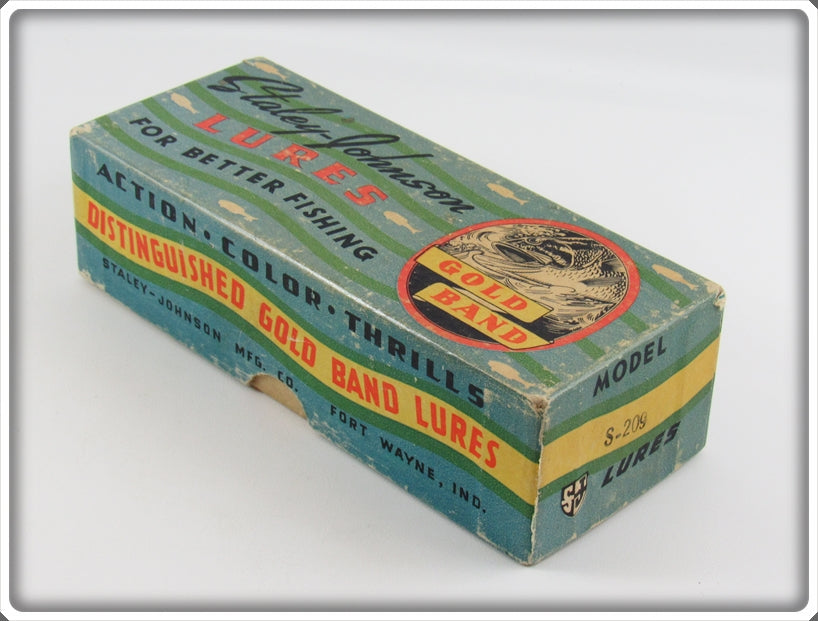 Staley-Johnson
LURES
FOR BETTER FISHING
GOLD
BAND
ACTION • COLOR • THRILLS
DISTINGUISHED GOLD BAND LURES
STALEY-JOHNSON MFG. CO. FORT WAYNE, IND.
MODEL
S-209
LURES